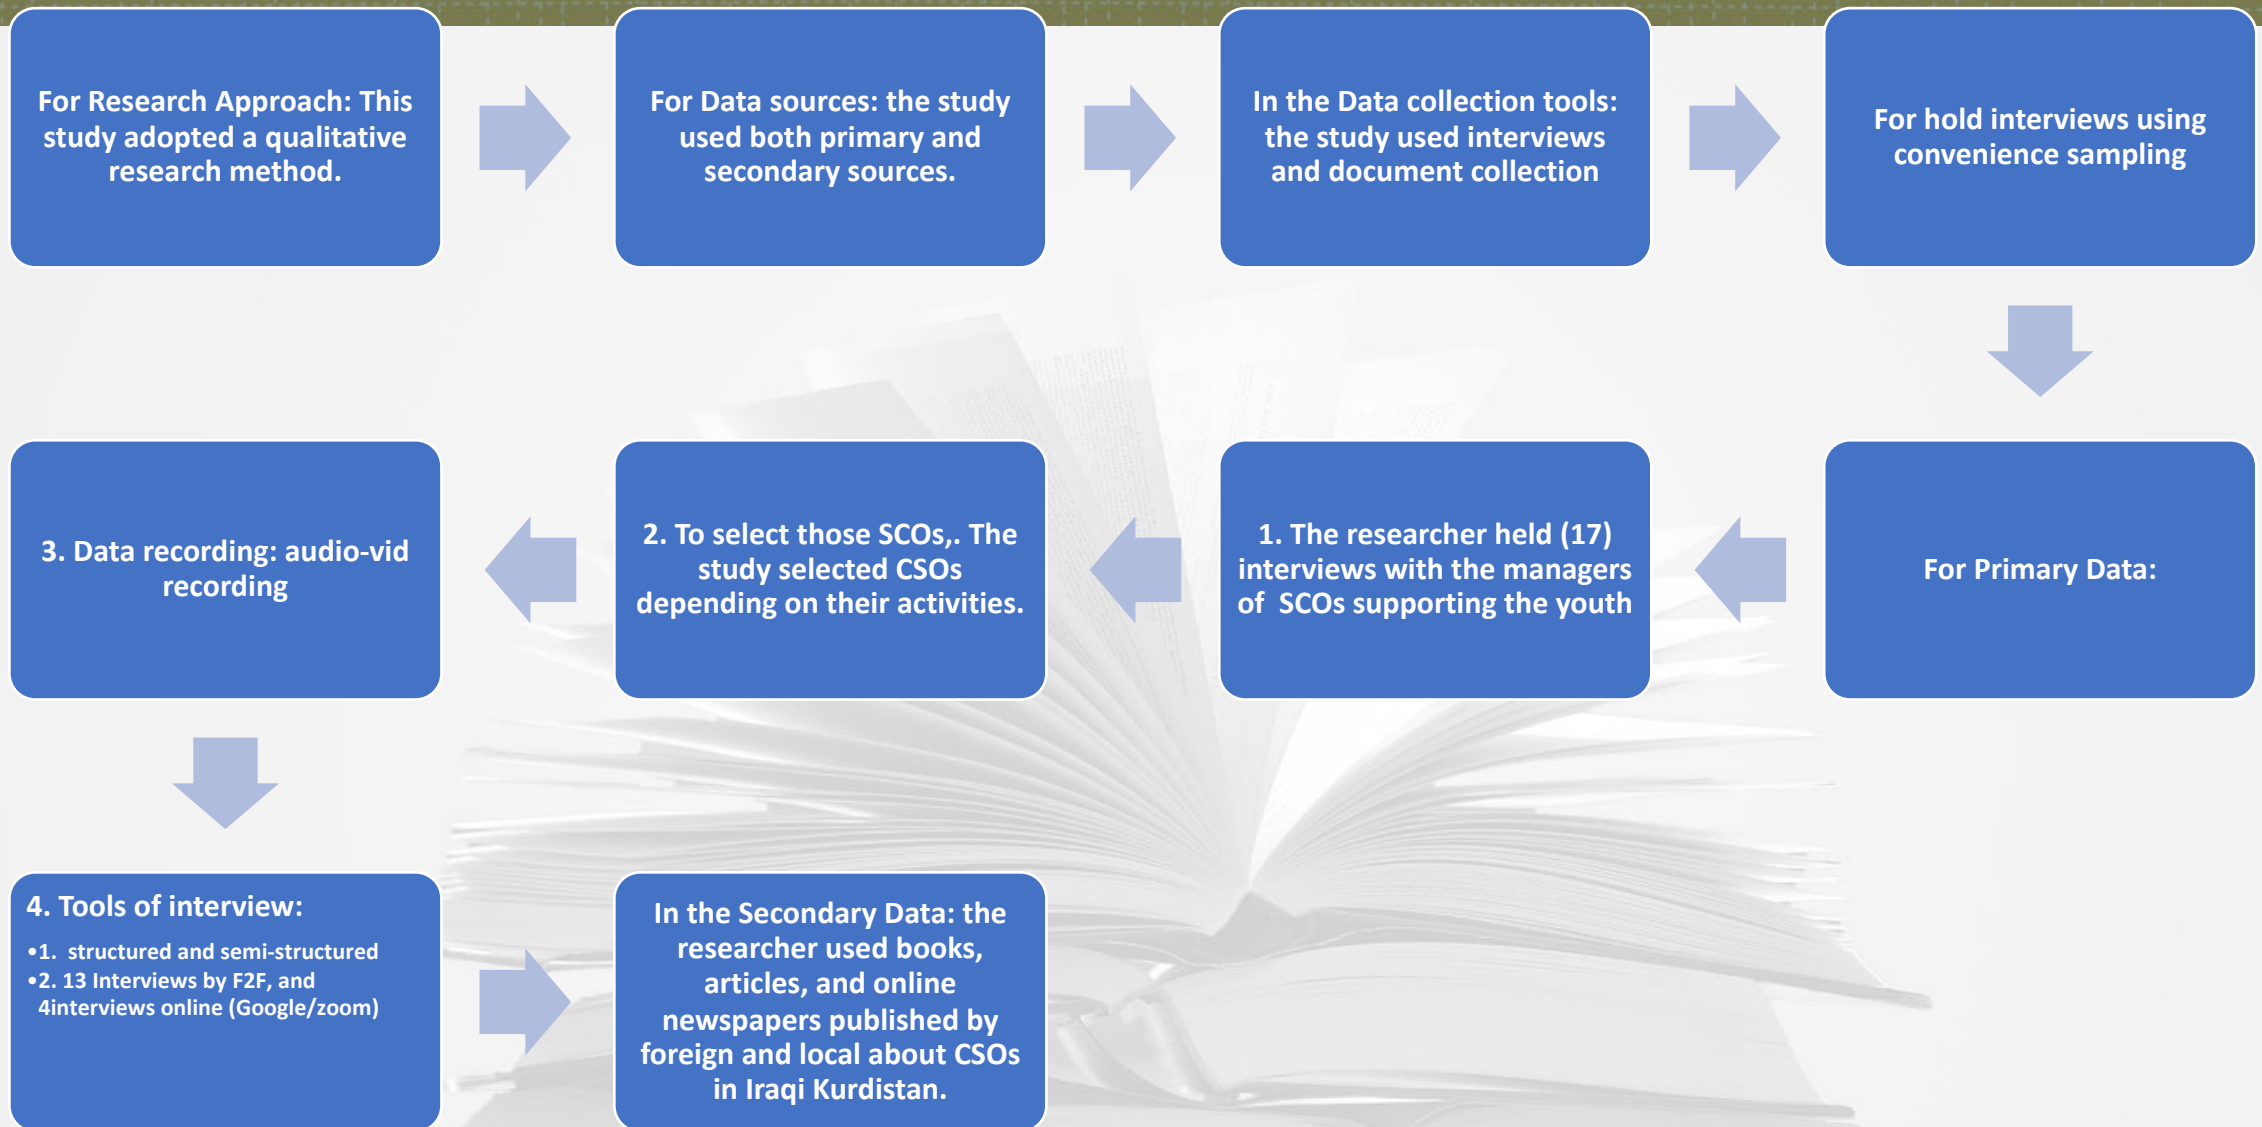 For Research Approach: This
study adopted a qualitative
research method.
For Data sources: the study
used both primary and
secondary sources.
In the Data collection tools:
the study used interviews
and document collection
For hold interviews using
convenience sampling
For Primary Data:
1. The researcher held (17)
interviews with the managers
of SCOs supporting the youth
2. To select those SCOs,. The
study selected CSOs
depending on their activities.
3. Data recording: audio-vid
recording
4. Tools of interview:
•1. structured and semi-structured
•2. 13 Interviews by F2F, and
4interviews online (Google/zoom)
In the Secondary Data: the
researcher used books,
articles, and online
newspapers published by
foreign and local about CSOs
in Iraqi Kurdistan.